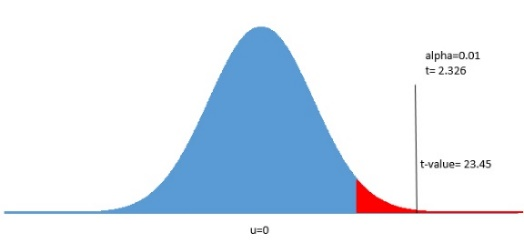 alpha=0.01
t= 2.326
t-value= 23.45
u=0